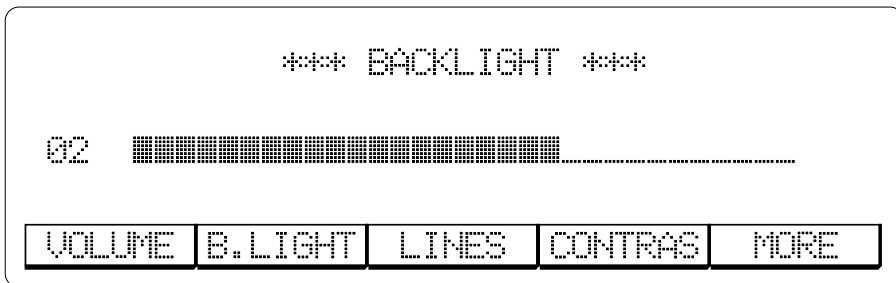 *** BACKLIGHT ***
02
VOLUME B.LIGHT LINES CONTRAS MORE